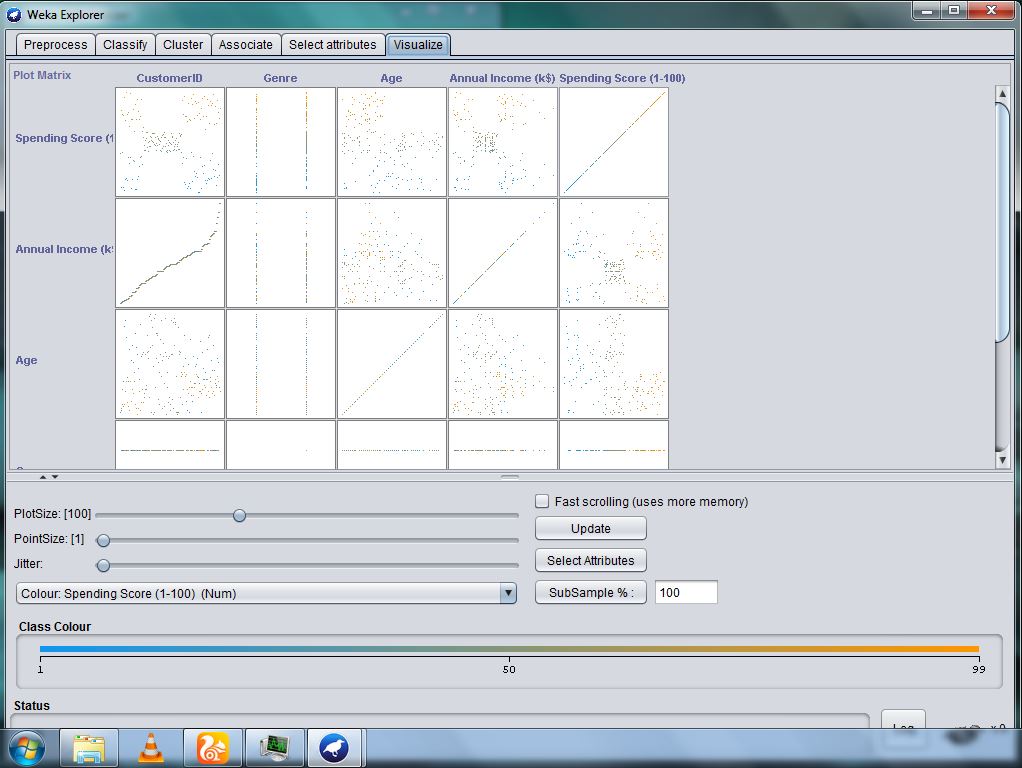 Weka Explorer
Preprocess Classify Cluster Associate Select attributes Visualize
Plot Matrix
CustomerID Genre Age Annual Income (k$) Spending Score (1-100)
Spending Score (1
Annual Income (k$
Age
PlotSize: [100]
Fast scrolling (uses more memory)
Update
PointSize: [1]
Select Attributes
Jitter:
SubSample % : 100
Colour: Spending Score (1-100) (Num)
Class Colour
1 50 99
Status
Log x 0